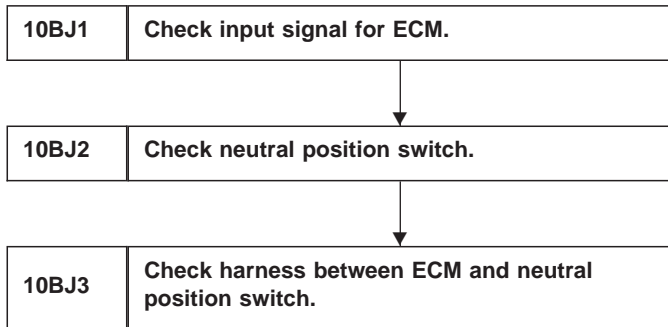 10BJ1 Check input signal for ECM.
10BJ2 Check neutral position switch.
10BJ3 Check harness between ECM and neutral
position switch.